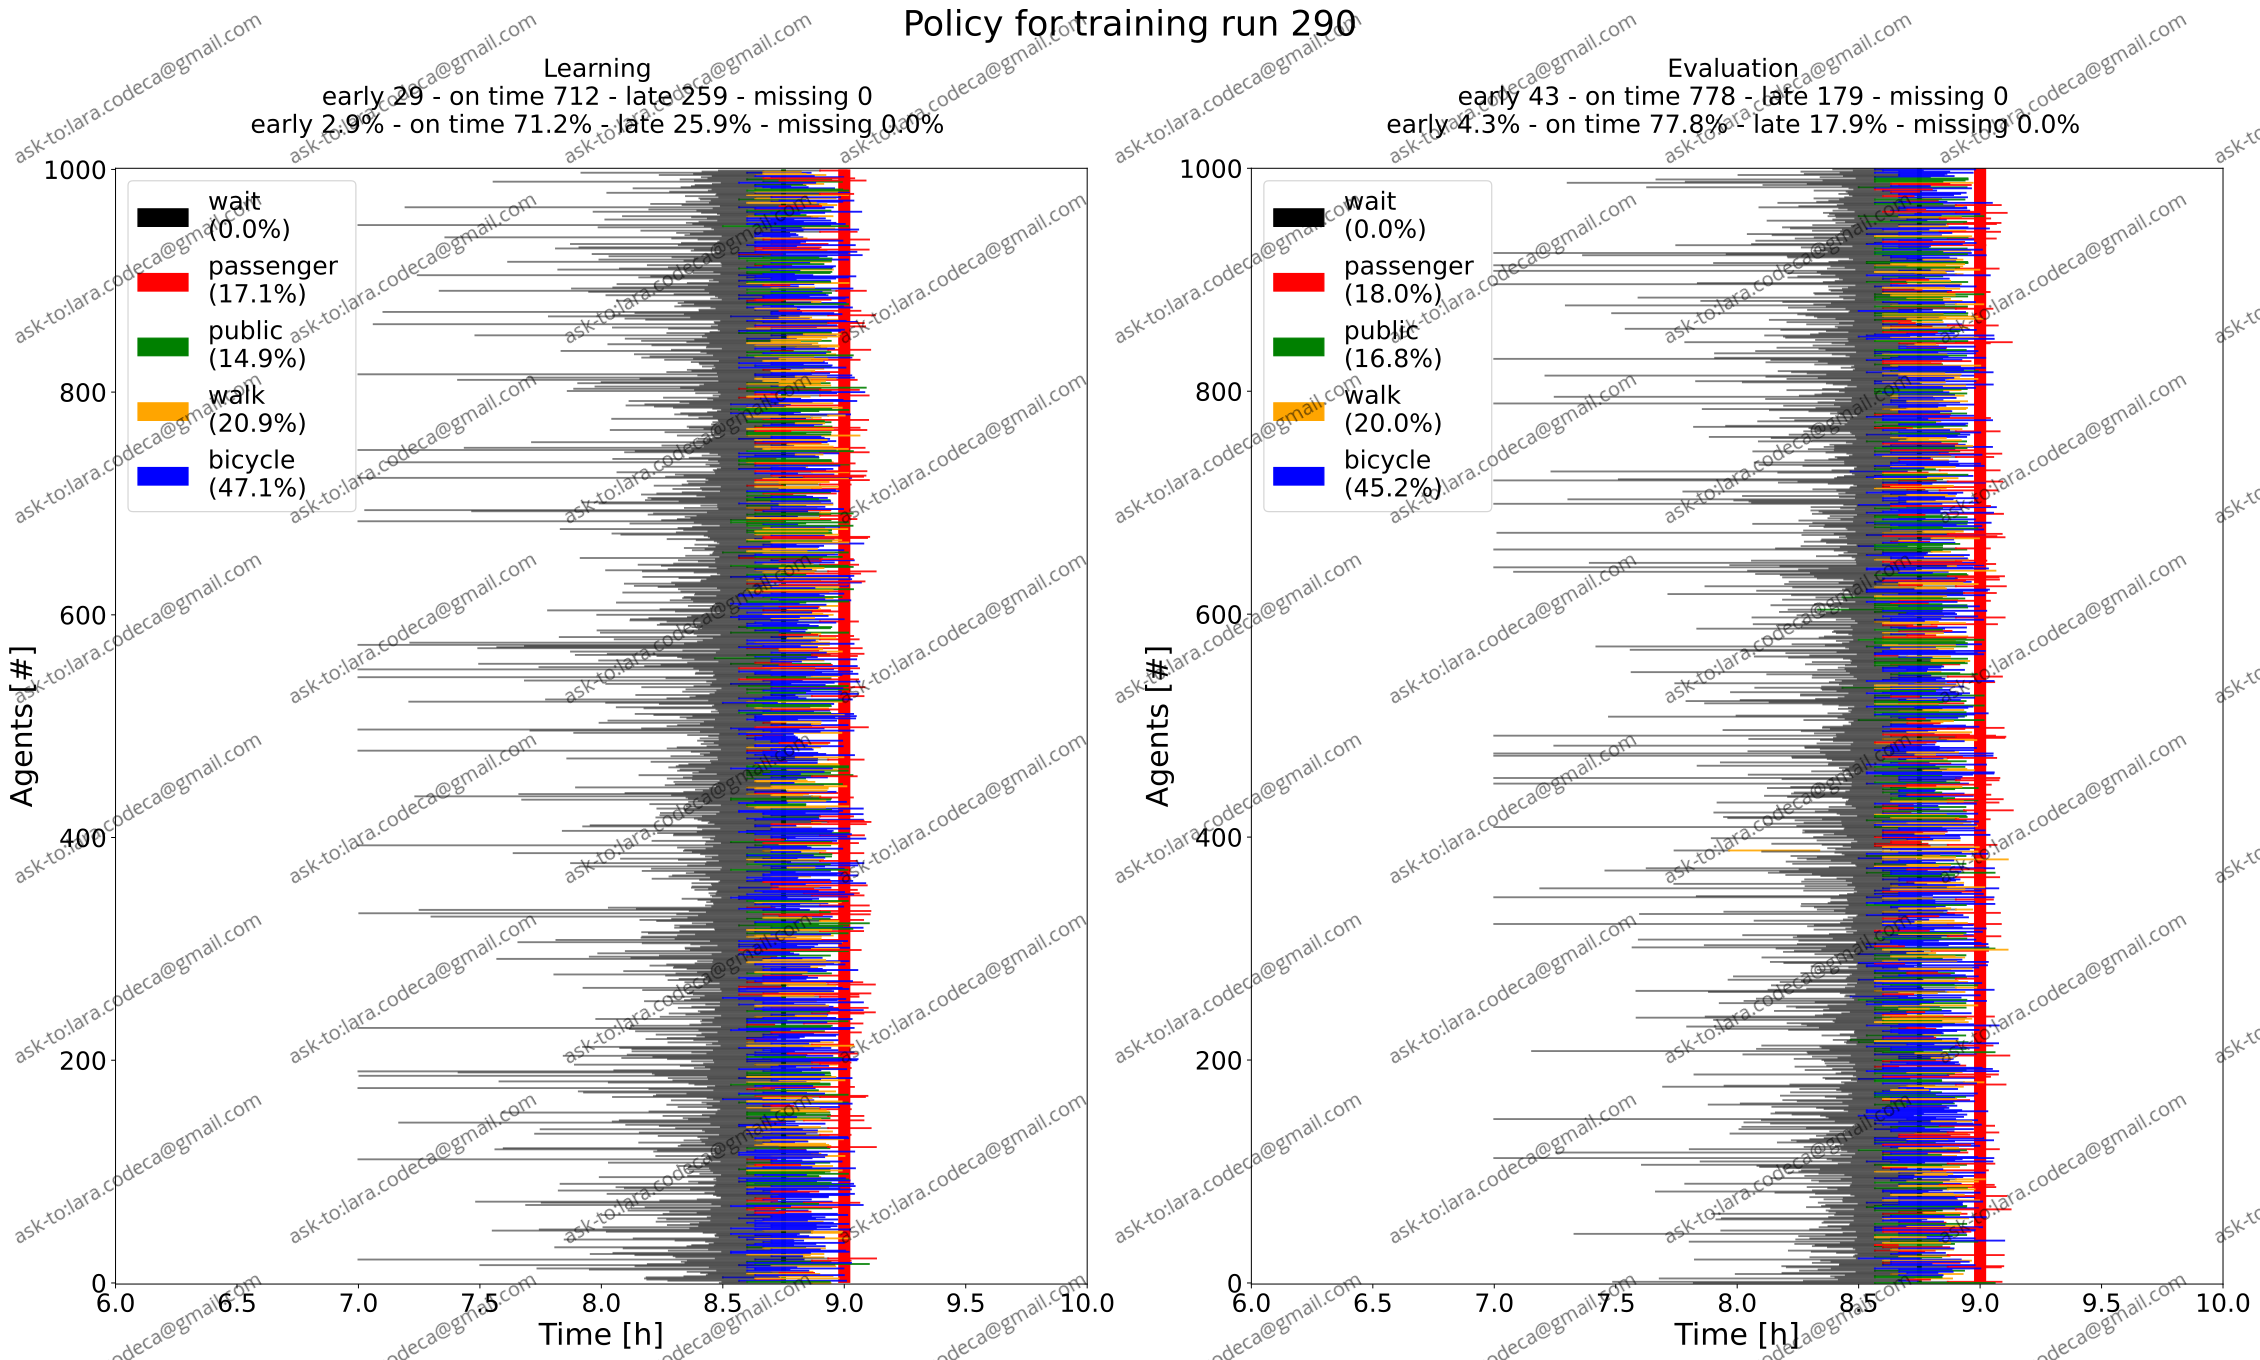 Policy for training run 290
Learning
early 29 - on time 712 - late 259 - missing 0
early 2.9% - on time 71.2% - late 25.9% - missing 0.0%
1000
800
600
400
200
0
Agents [#]
wait
(0.0%)
passenger
(17.1%)
public
(14.9%)
walk
(20.9%)
bicycle
(47.1%)
6.0 6.5 7.0 7.5 8.0 8.5 9.0 9.5 10.0
Time [h]
Evaluation
early 43 - on time 778 - late 179 - missing 0
early 4.3% - on time 77.8% - late 17.9% - missing 0.0%
1000
800
600
400
200
0
Agents [#]
wait
(0.0%)
passenger
(18.0%)
public
(16.8%)
walk
(20.0%)
bicycle
(45.2%)
6.0 6.5 7.0 7.5 8.0 8.5 9.0 9.5 10.0
Time [h]
ask-to:lara.codeca@gmail.com